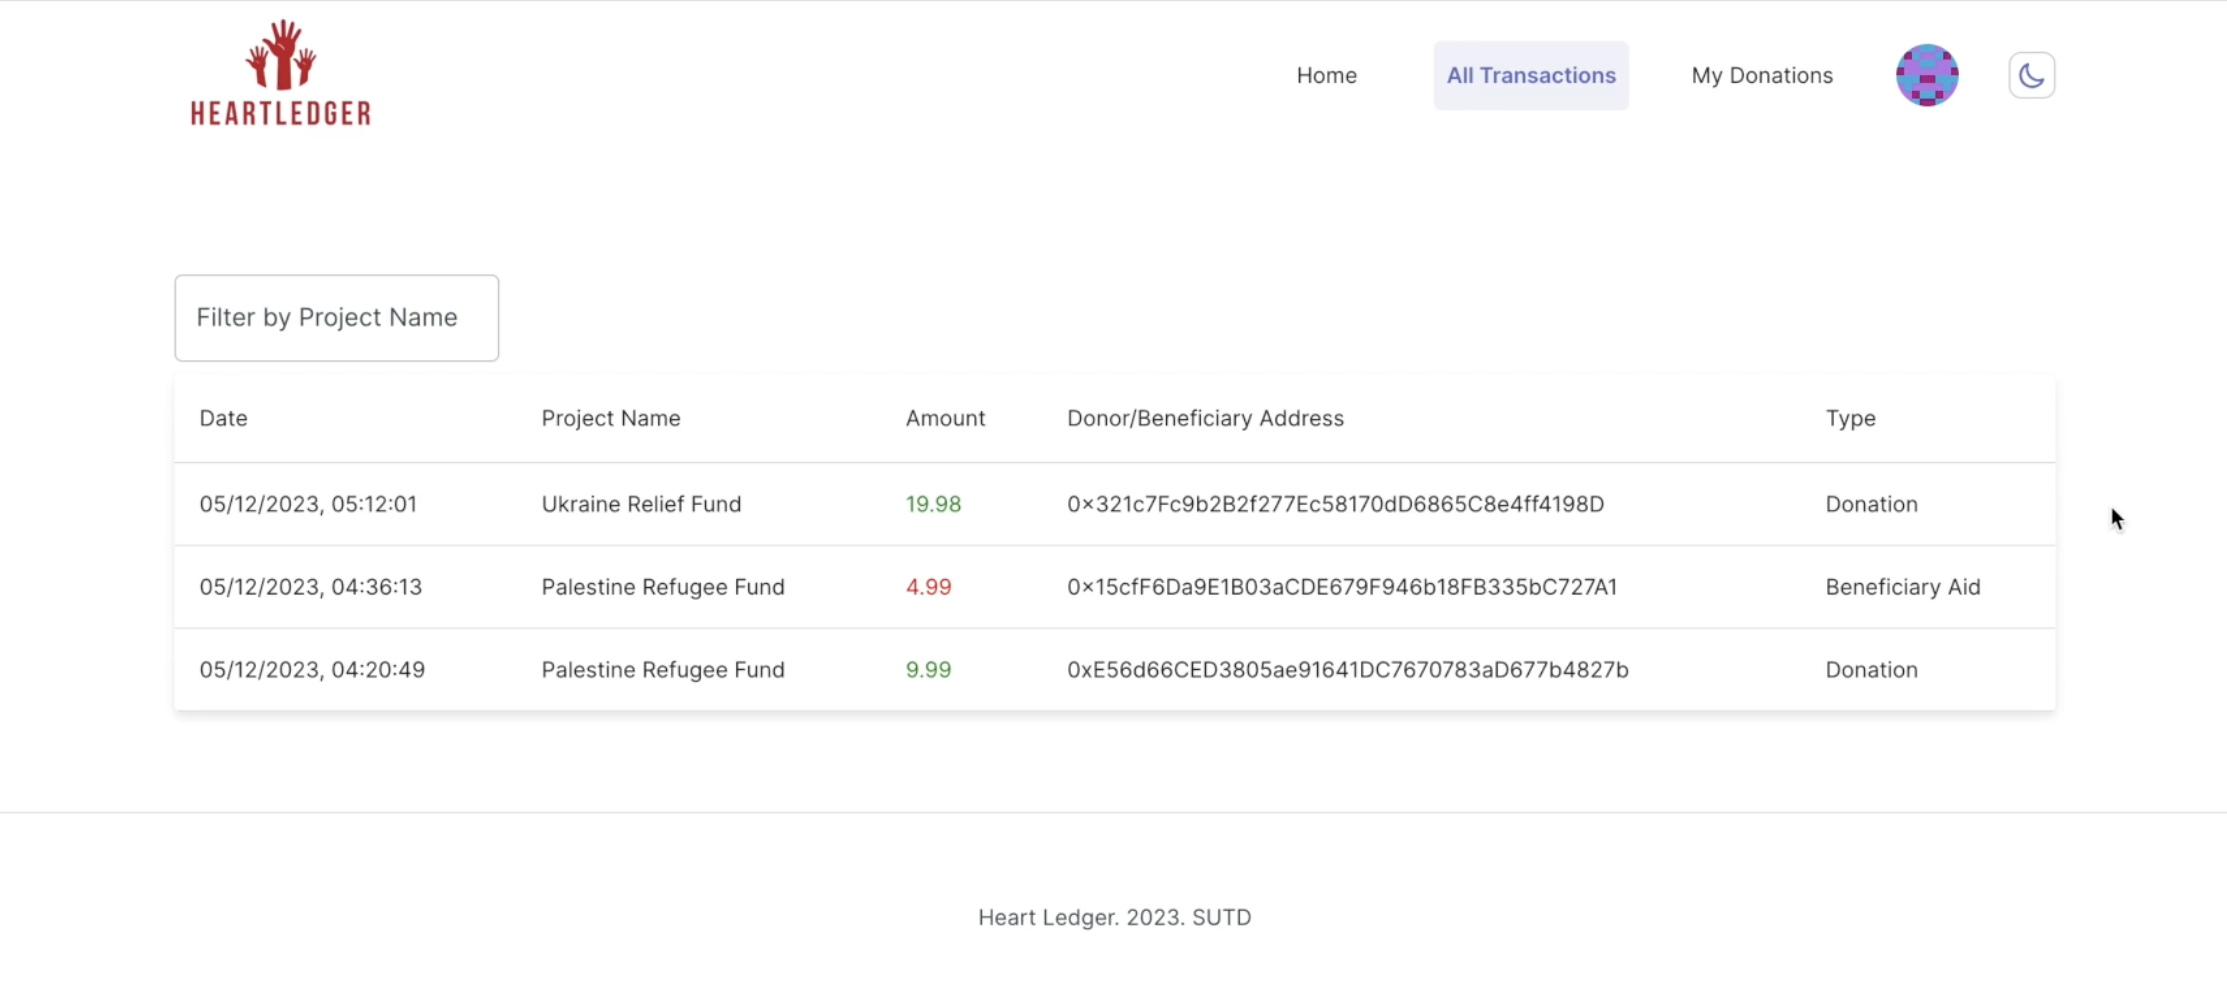 HEARTLEDGER
Home All Transactions My Donations
Filter by Project Name
Date Project Name Amount Donor/Beneficiary Address Type
05/12/2023, 05:12:01 Ukraine Relief Fund 19.98 0x321c7Fc9b2B2f277Ec58170dD6865C8e4ff4198D Donation
05/12/2023, 04:36:13 Palestine Refugee Fund 4.99 0x15cfF6Da9E1B03aCDE679F946b18FB335bC727A1 Beneficiary Aid
05/12/2023, 04:20:49 Palestine Refugee Fund 9.99 0xE56d66CED3805ae91641DC7670783aD677b4827b Donation
Heart Ledger. 2023. SUTD